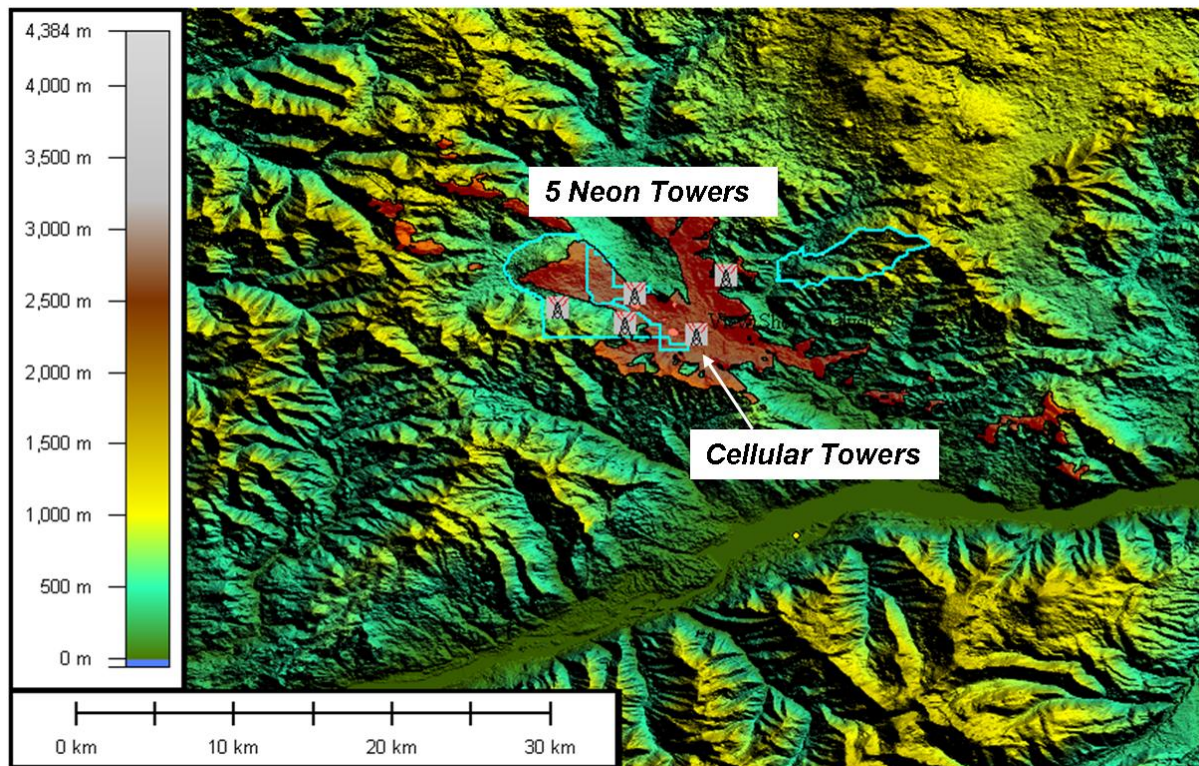 4,384 m
4,000 m
3,500 m
3,000 m
2,500 m
2,000 m
1,500 m
1,000 m
500 m
0 m
5 Neon Towers
Cellular Towers
0 km 10 km 20 km 30 km